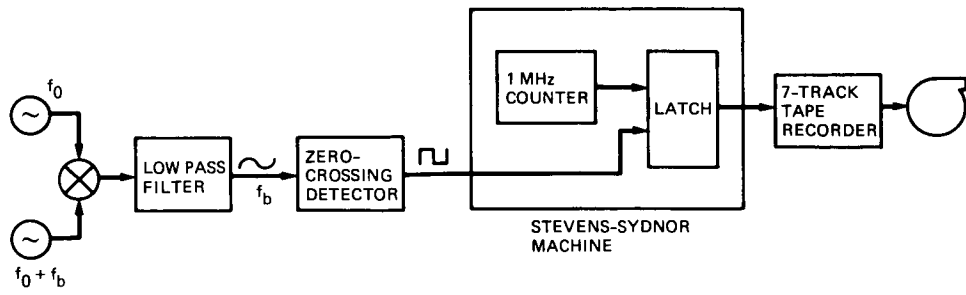 f0
f0 + fb
LOW PASS
FILTER
fb
ZERO-
CROSSING
DETECTOR
1 MHz
COUNTER
LATCH
STEVENS-SYDNOR
MACHINE
7-TRACK
TAPE
RECORDER